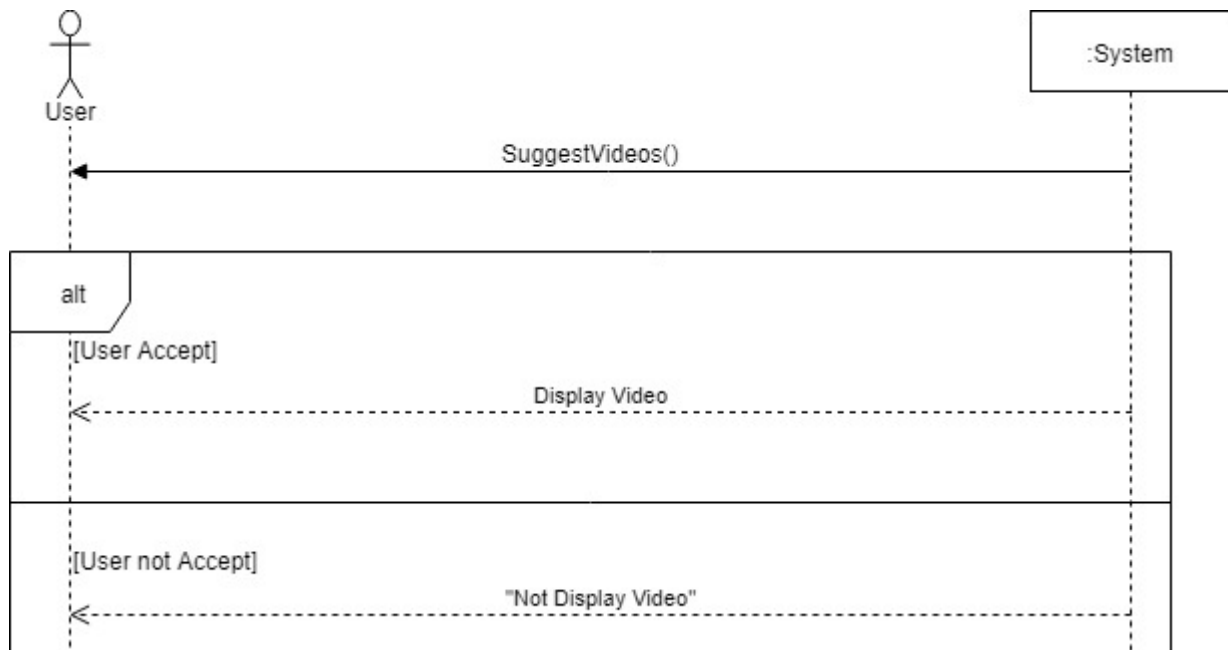 User
:System
SuggestVideos()
alt
[User Accept]
Display Video
[User not Accept]
"Not Display Video"